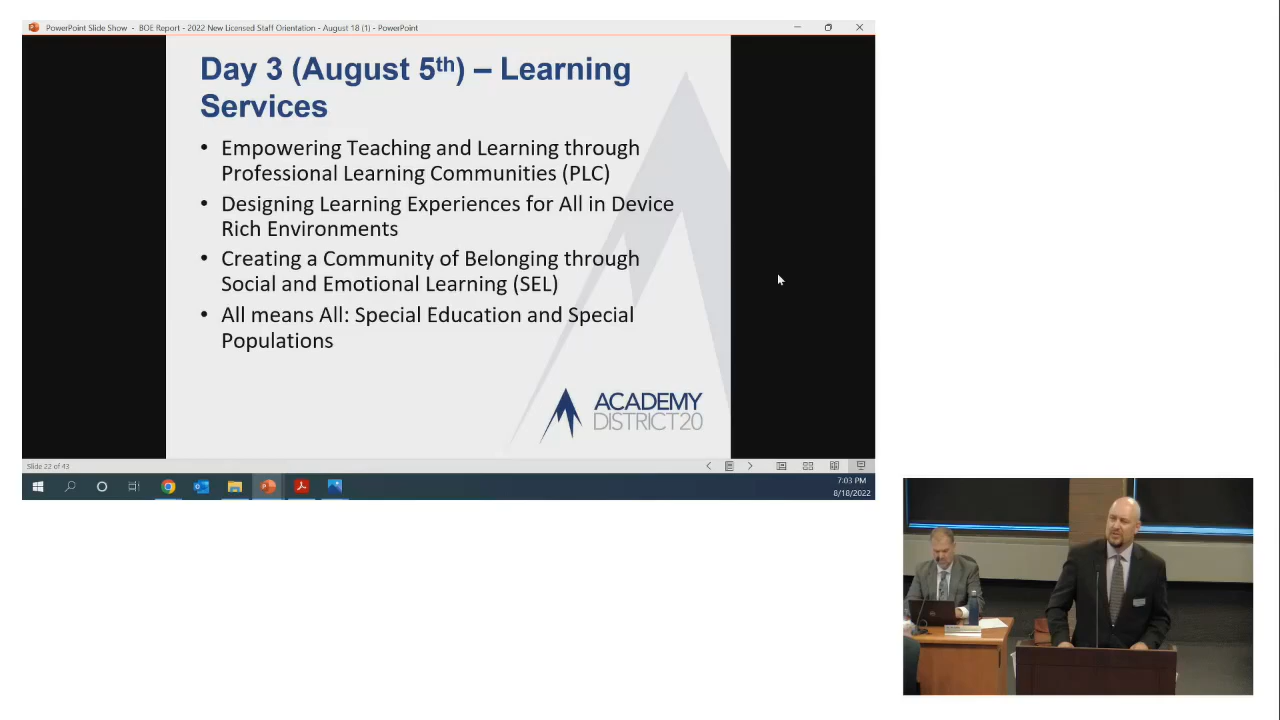 PowerPoint Slide Show - BOE Report - 2022 New Licensed Staff Orientation - August 18 (1) - PowerPoint
Day 3 (August 5th) – Learning
Services
• Empowering Teaching and Learning through
Professional Learning Communities (PLC)
• Designing Learning Experiences for All in Device
Rich Environments
• Creating a Community of Belonging through
Social and Emotional Learning (SEL)
• All means All: Special Education and Special
Populations
ACADEMY
DISTRICT20
Slide 22 of 43
7:03 PM
8/18/2022